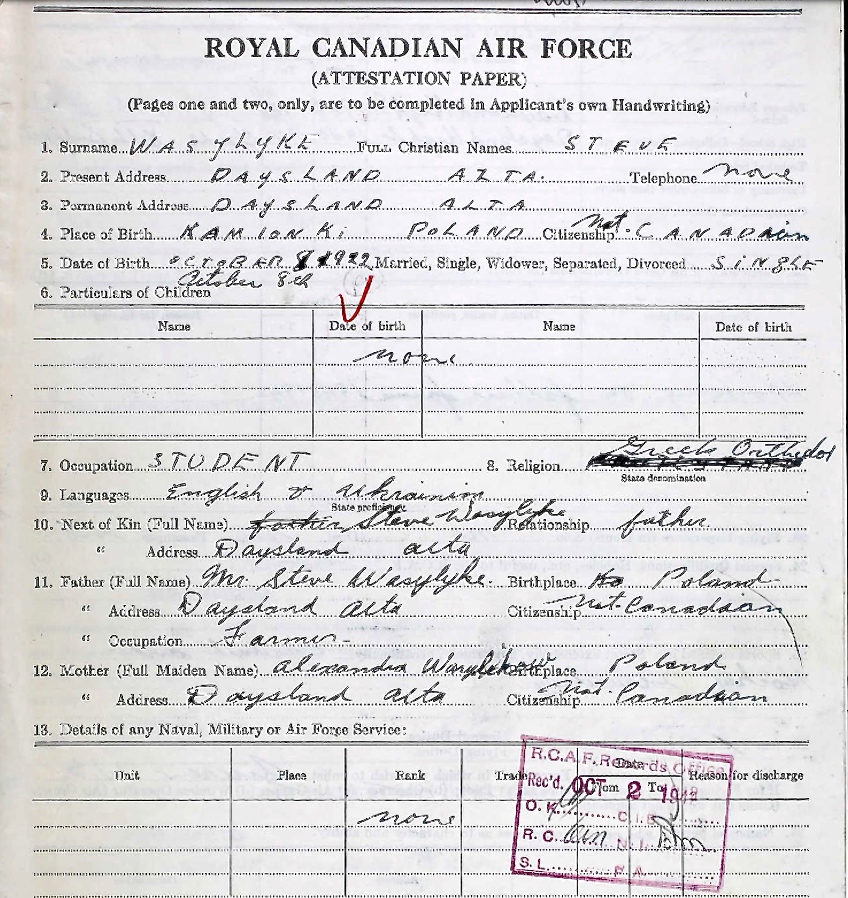 ROYAL CANADIAN AIR FORCE
(ATTESTATION PAPER)
(Pages one and two, only, are to be completed in Applicant's own Handwriting)
1. Surname WASYLYKE Full Christian Names STEVE
2. Present Address DAYSLAND ALTA. Telephone none
3. Permanent Address DAYSLAND ALTA
4. Place of Birth KAMIONKI POLAND Citizenship Nat. CANADian
5. Date of Birth OCTOBER 8 1922 Married, Single, Widower, Separated, Divorced SINGLE
October 8th
6. Particulars of Children
Name Date of birth Name Date of birth
none
7. Occupation STUDENT 8. Religion Greek Orthedox
State denomination
9. Languages English & Ukrainian
State proficiency
10. Next of Kin (Full Name) father Steve Wasylyke Relationship father
" Address Daysland alta
11. Father (Full Name) Mr. Steve Wasylyke. Birthplace Poland
" Address Daysland alta Citizenship Nat. Canadaan
" Occupation Farmer
12. Mother (Full Maiden Name) Alexandra Birthplace Poland
" Address Daysland alta Citizenship Nat. Canadian
13. Details of any Naval, Military or Air Force Service:
Unit Place Rank Trade Date From To Reason for discharge
none
R.C.A.F. Records Office
Rec'd. OCT 2 1942
O.K.
R.C.
S.L.